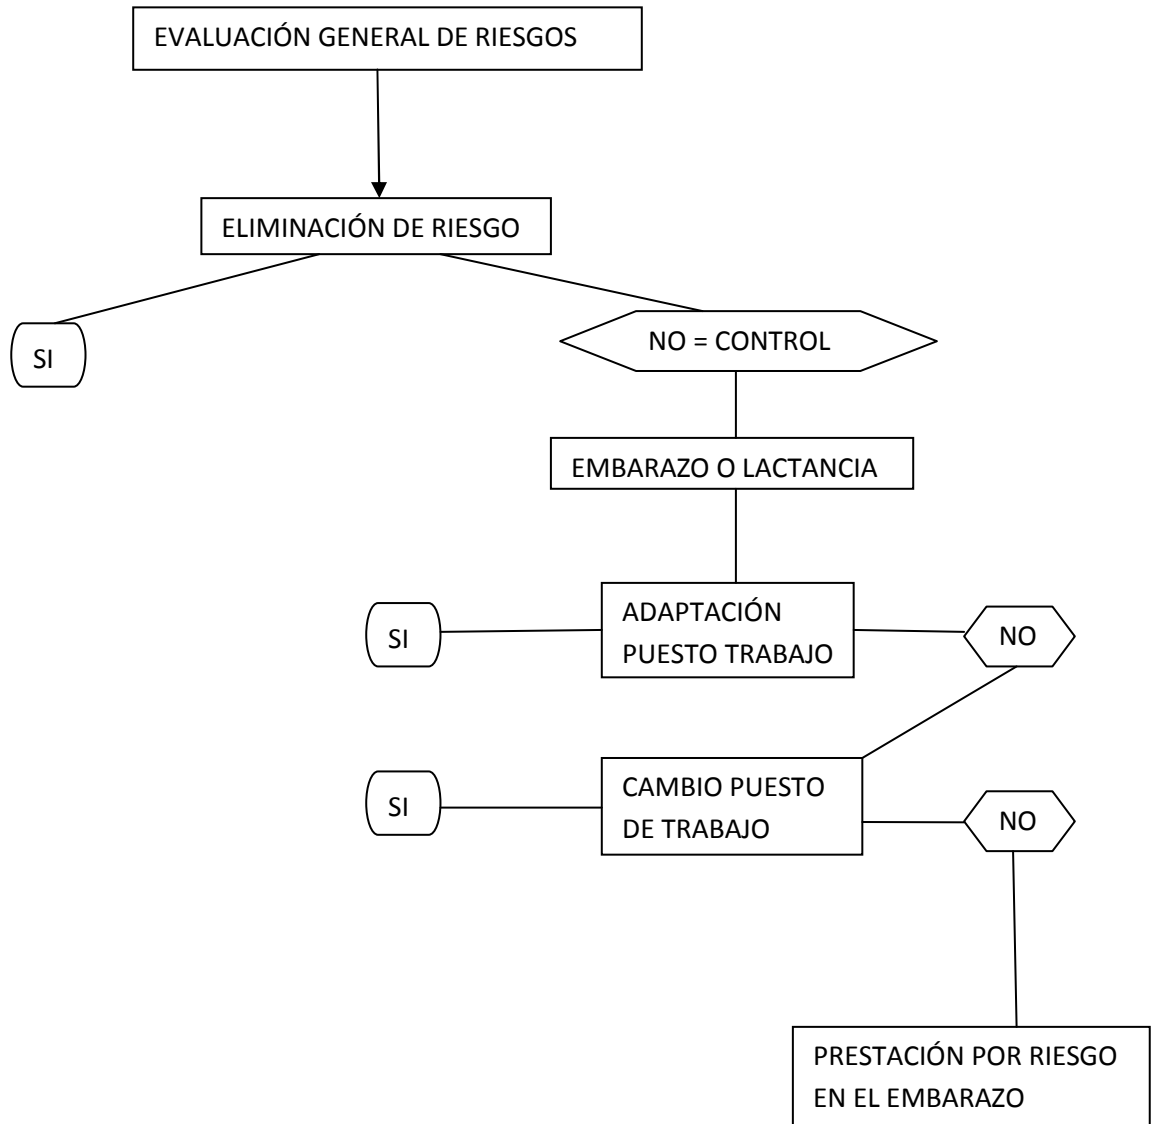 EVALUACIÓN GENERAL DE RIESGOS
ELIMINACIÓN DE RIESGO
SI
NO = CONTROL
EMBARAZO O LACTANCIA
SI
ADAPTACIÓN
PUESTO TRABAJO
NO
SI
CAMBIO PUESTO
DE TRABAJO
NO
PRESTACIÓN POR RIESGO
EN EL EMBARAZO